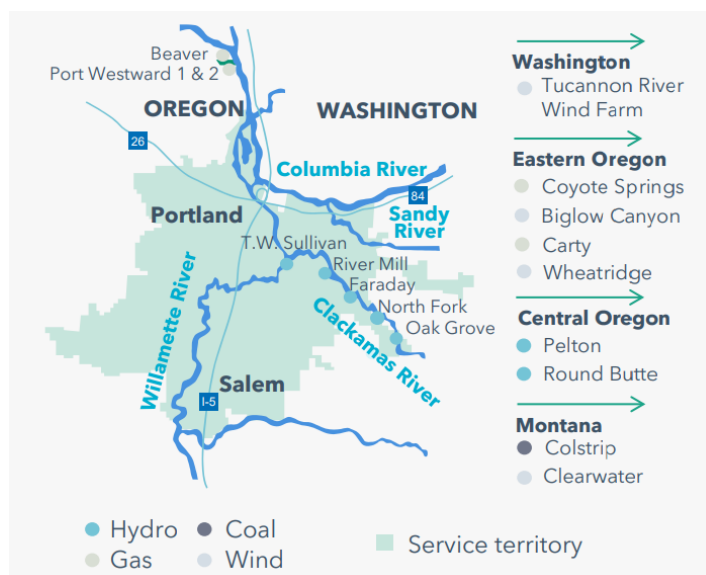 Beaver
Port Westward 1 & 2
OREGON
WASHINGTON
26
Columbia River
84
Portland
Sandy
River
T.W. Sullivan
River Mill
Faraday
North Fork
Oak Grove
Willamette River
Clackamas River
Salem
I-5
Washington
Tucannon River
Wind Farm
Eastern Oregon
Coyote Springs
Biglow Canyon
Carty
Wheatridge
Central Oregon
Pelton
Round Butte
Montana
Colstrip
Clearwater
Hydro
Coal
Gas
Wind
Service territory